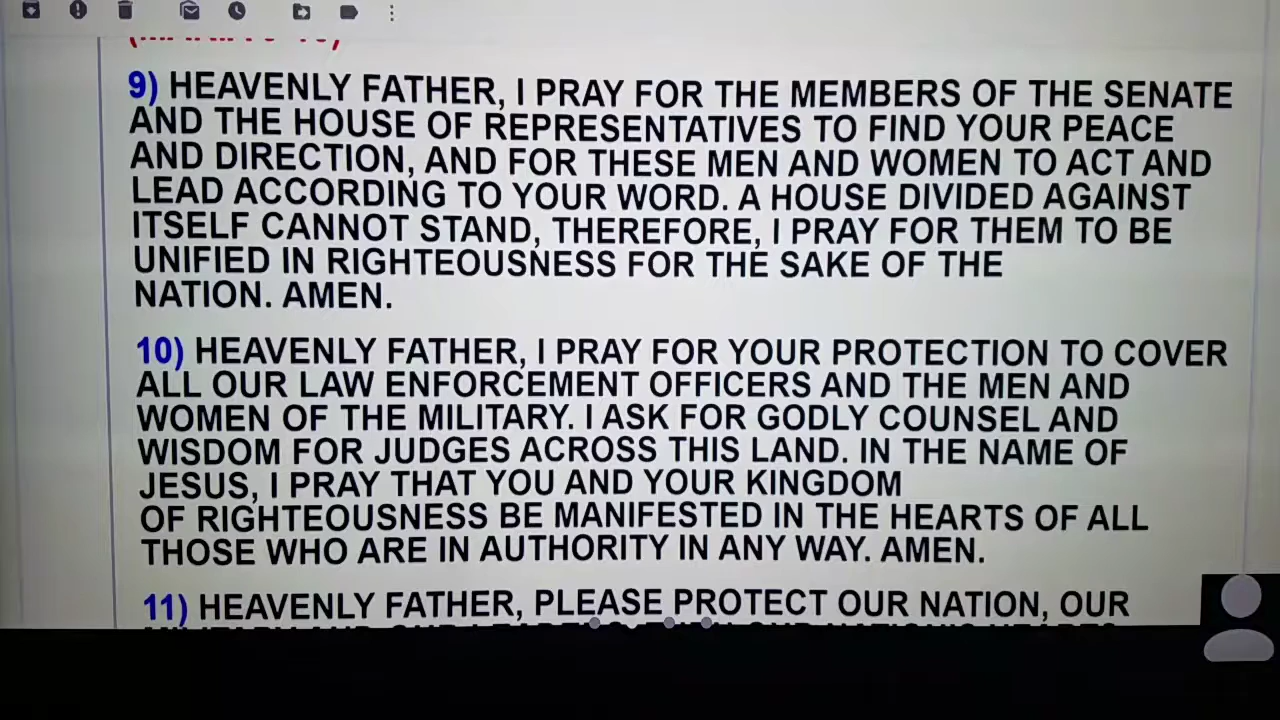 9) HEAVENLY FATHER, I PRAY FOR THE MEMBERS OF THE SENATE
AND THE HOUSE OF REPRESENTATIVES TO FIND YOUR PEACE
AND DIRECTION, AND FOR THESE MEN AND WOMEN TO ACT AND
LEAD ACCORDING TO YOUR WORD. A HOUSE DIVIDED AGAINST
ITSELF CANNOT STAND, THEREFORE, I PRAY FOR THEM TO BE
UNIFIED IN RIGHTEOUSNESS FOR THE SAKE OF THE
NATION. AMEN.
10) HEAVENLY FATHER, I PRAY FOR YOUR PROTECTION TO COVER
ALL OUR LAW ENFORCEMENT OFFICERS AND THE MEN AND
WOMEN OF THE MILITARY. I ASK FOR GODLY COUNSEL AND
WISDOM FOR JUDGES ACROSS THIS LAND. IN THE NAME OF
JESUS, I PRAY THAT YOU AND YOUR KINGDOM
OF RIGHTEOUSNESS BE MANIFESTED IN THE HEARTS OF ALL
THOSE WHO ARE IN AUTHORITY IN ANY WAY. AMEN.
11) HEAVENLY FATHER, PLEASE PROTECT OUR NATION, OUR